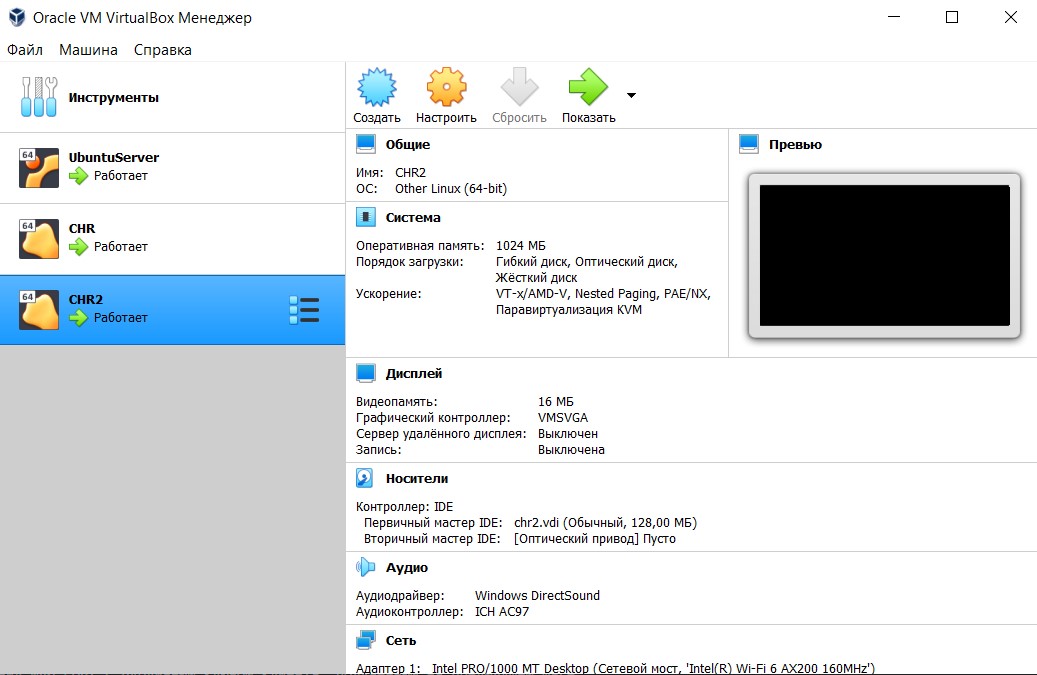 Oracle VM VirtualBox Менеджер
Файл Машина Справка
Инструменты
64 UbuntuServer
Работает
64 CHR
Работает
64 CHR2
Работает
Создать Настроить Сбросить Показать
Общие
Имя: CHR2
ОС: Other Linux (64-bit)
Превью
Система
Оперативная память: 1024 МБ
Порядок загрузки: Гибкий диск, Оптический диск,
Жёсткий диск
Ускорение: VT-x/AMD-V, Nested Paging, PAE/NX,
Паравиртуализация KVM
Дисплей
Видеопамять: 16 МБ
Графический контроллер: VMSVGA
Сервер удалённого дисплея: Выключен
Запись: Выключена
Носители
Контроллер: IDE
Первичный мастер IDE: chr2.vdi (Обычный, 128,00 МБ)
Вторичный мастер IDE: [Оптический привод] Пусто
Аудио
Аудиодрайвер: Windows DirectSound
Аудиоконтроллер: ICH AC97
Сеть
Адаптер 1: Intel PRO/1000 MT Desktop (Сетевой мост, 'Intel(R) Wi-Fi 6 AX200 160MHz')